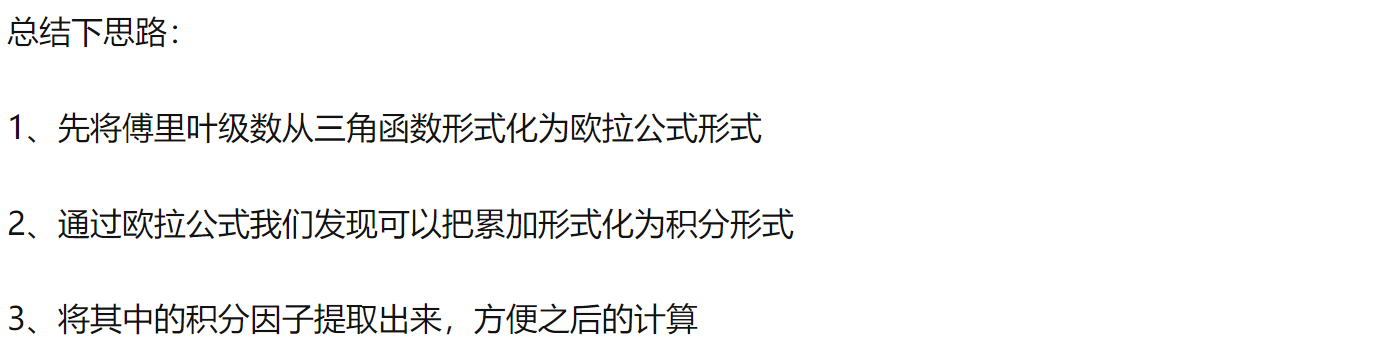 总结下思路：
1、先将傅里叶级数从三角函数形式化为欧拉公式形式
2、通过欧拉公式我们发现可以把累加形式化为积分形式
3、将其中的积分因子提取出来，方便之后的计算